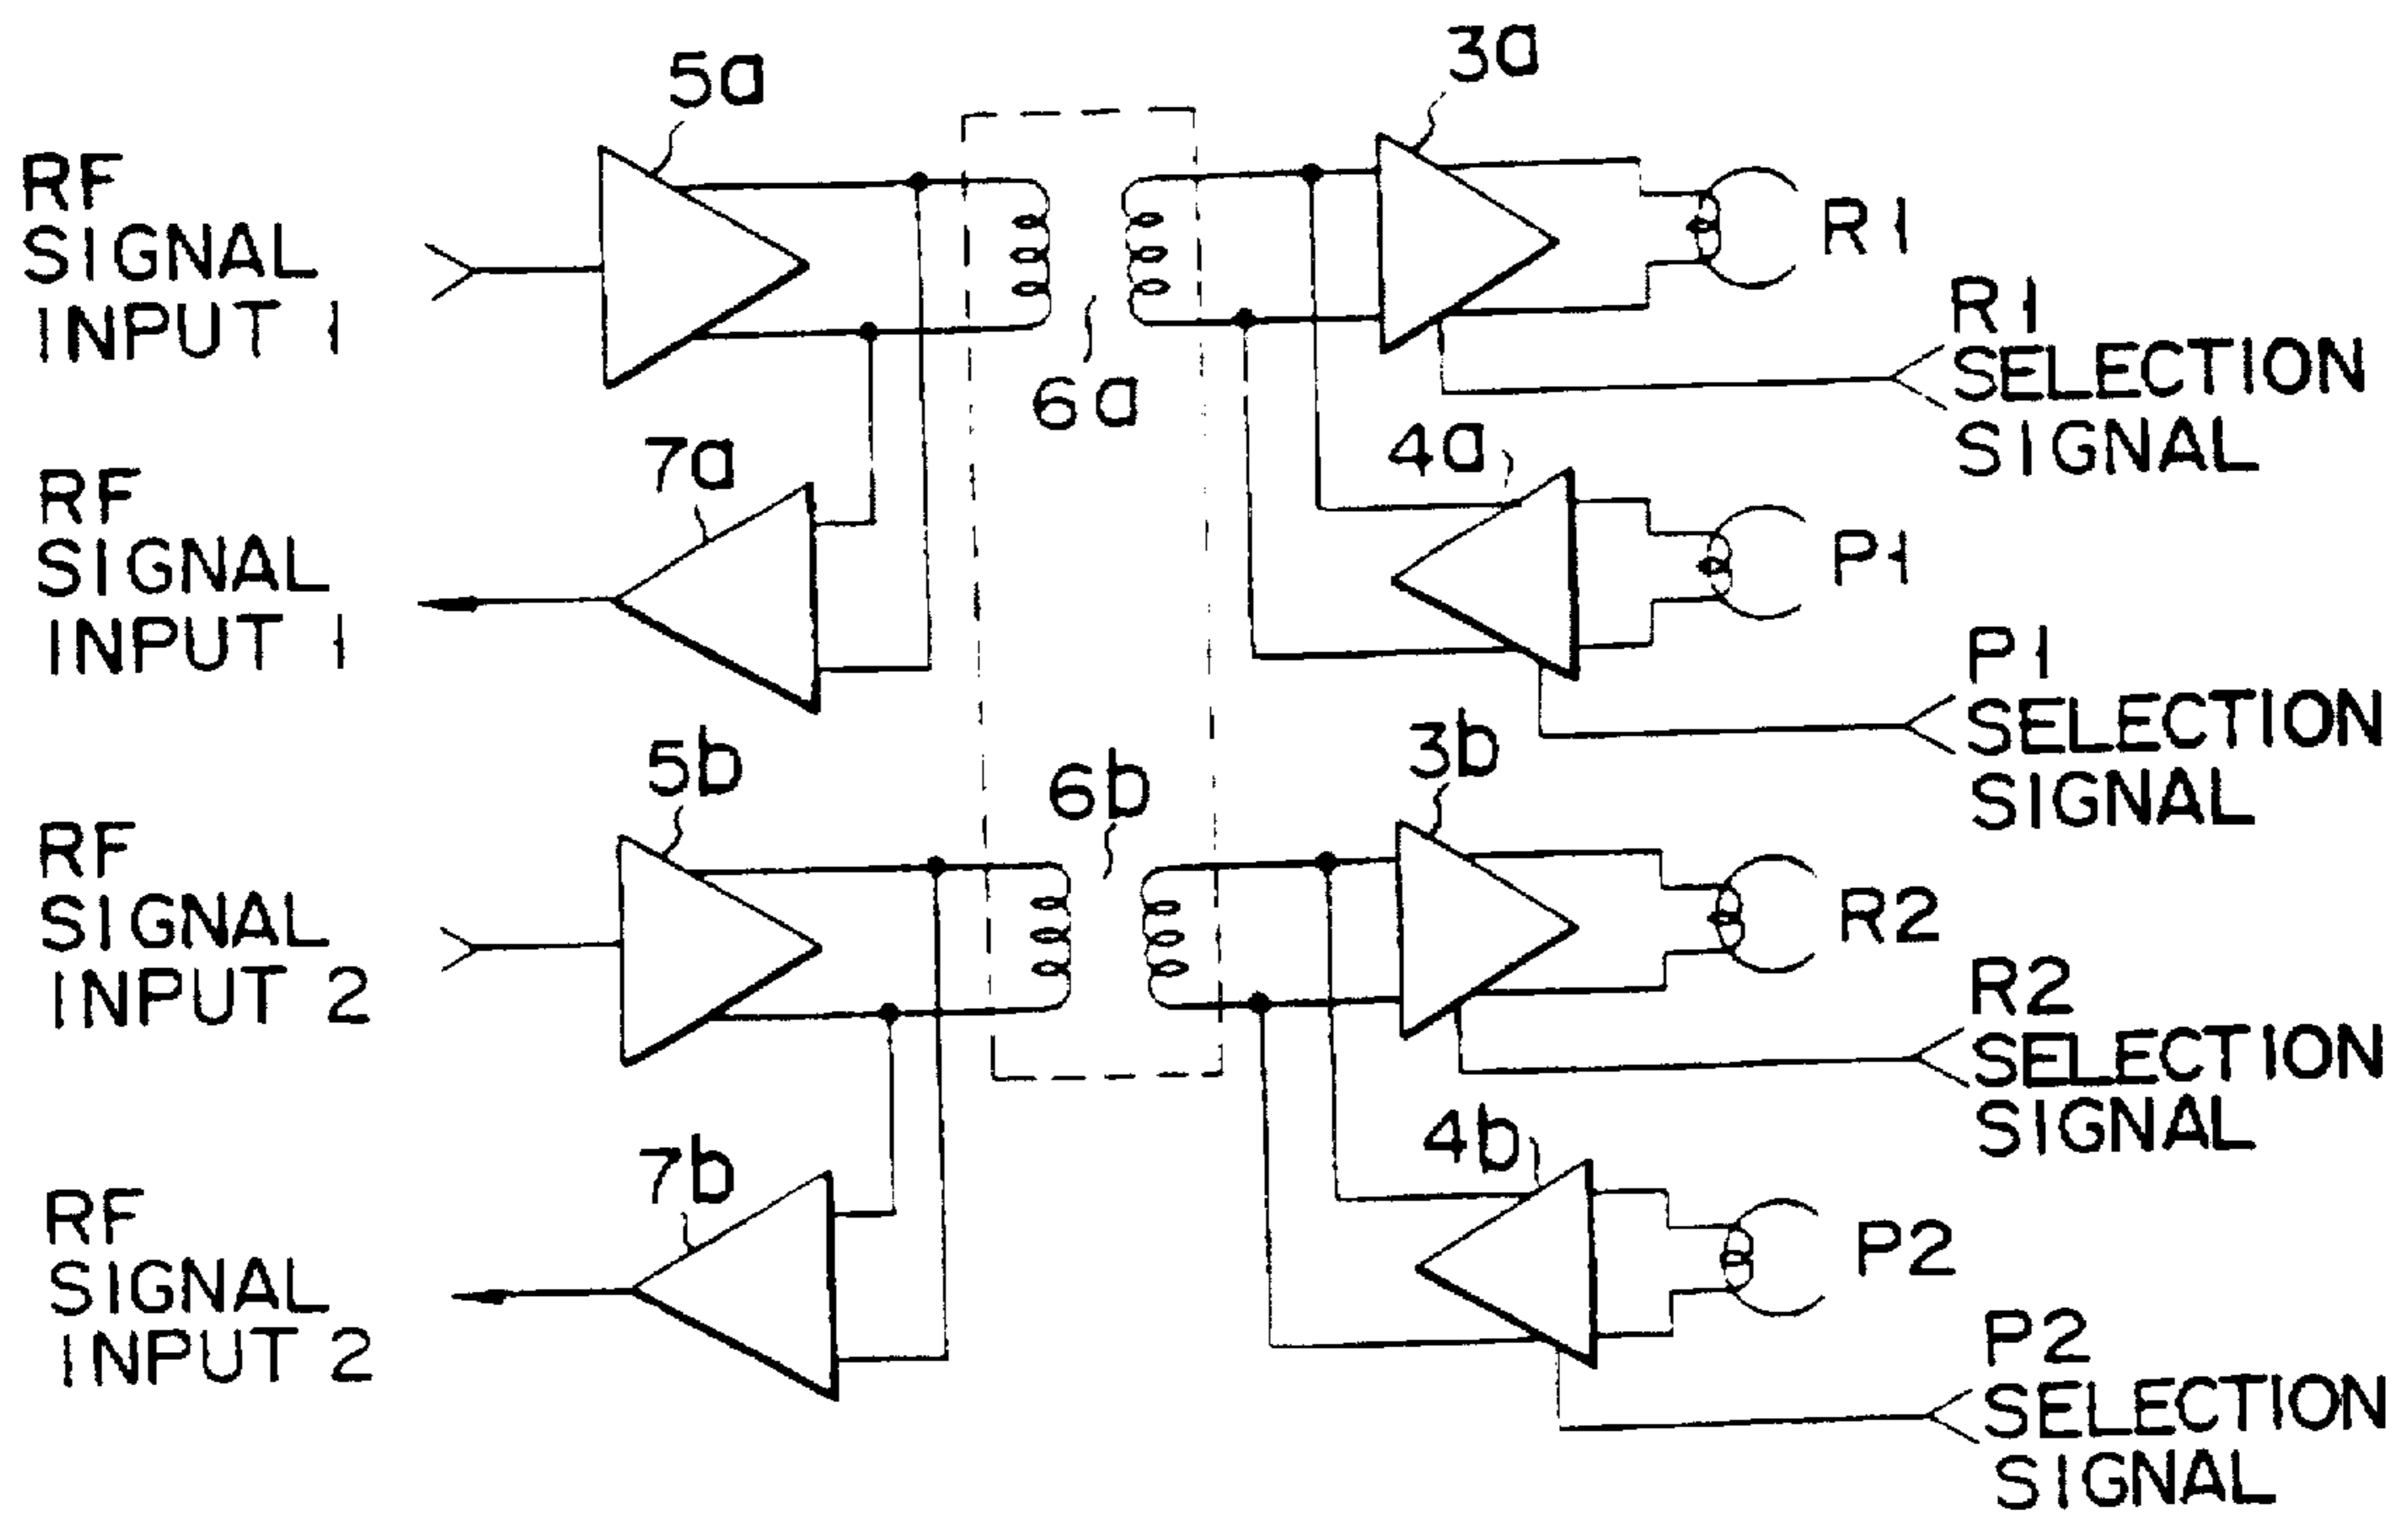 5a
3a
RF
SIGNAL
INPUT 1
R1
R1
SELECTION
SIGNAL
6a
7a
4a
RF
SIGNAL
INPUT 1
P1
P1
SELECTION
SIGNAL
5b
6b
3b
RF
SIGNAL
INPUT 2
R2
R2
SELECTION
SIGNAL
7b
4b
RF
SIGNAL
INPUT 2
P2
P2
SELECTION
SIGNAL